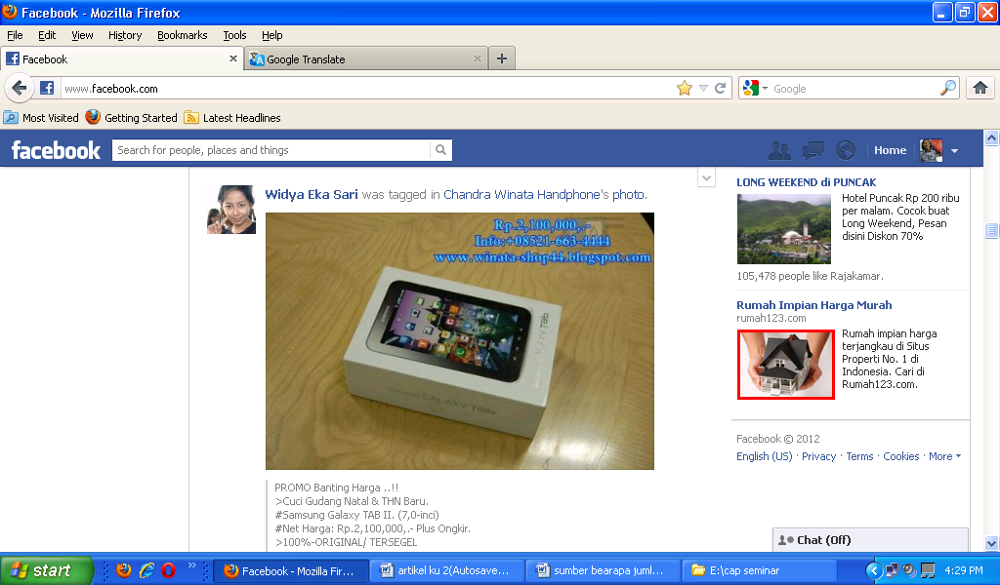 Facebook - Mozilla Firefox
File Edit View History Bookmarks Tools Help
Facebook
Google Translate
www.facebook.com
Google
Most Visited Getting Started Latest Headlines
facebook
Search for people, places and things
Home
Widya Eka Sari was tagged in Chandra Winata Handphone's photo.
Rp.2,100,000,.-
Info:+08521-663-4444
www.winata-shop44.blogspot.com
Samsung GALAXY Tab
SAMSUNG GALAXY Tab
PROMO Banting Harga ..!!
>Cuci Gudang Natal & THN Baru.
#Samsung Galaxy TAB II. (7,0-inci)
#Net Harga: Rp.2,100,000,.- Plus Ongkir.
>100%-ORIGINAL/ TERSEGEL
LONG WEEKEND di PUNCAK
Hotel Puncak Rp 200 ribu
per malam. Cocok buat
Long Weekend, Pesan
disini Diskon 70%
105,478 people like Rajakamar.
Rumah Impian Harga Murah
rumah123.com
Rumah impian harga
terjangkau di Situs
Properti No. 1 di
Indonesia. Cari di
Rumah123.com.
Facebook © 2012
English (US) · Privacy · Terms · Cookies · More
Chat (Off)
start
Facebook - Mozilla Fir...
artikel ku 2(Autosave...
sumber bearapa juml...
E:\cap seminar
4:29 PM